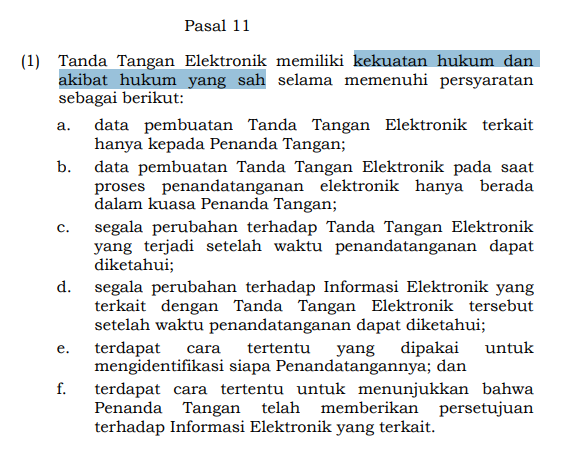 Pasal 11
(1) Tanda Tangan Elektronik memiliki kekuatan hukum dan
akibat hukum yang sah selama memenuhi persyaratan
sebagai berikut:
a. data pembuatan Tanda Tangan Elektronik terkait
hanya kepada Penanda Tangan;
b. data pembuatan Tanda Tangan Elektronik pada saat
proses penandatanganan elektronik hanya berada
dalam kuasa Penanda Tangan;
c. segala perubahan terhadap Tanda Tangan Elektronik
yang terjadi setelah waktu penandatanganan dapat
diketahui;
d. segala perubahan terhadap Informasi Elektronik yang
terkait dengan Tanda Tangan Elektronik tersebut
setelah waktu penandatanganan dapat diketahui;
e. terdapat cara tertentu yang dipakai untuk
mengidentifikasi siapa Penandatangannya; dan
f. terdapat cara tertentu untuk menunjukkan bahwa
Penanda Tangan telah memberikan persetujuan
terhadap Informasi Elektronik yang terkait.